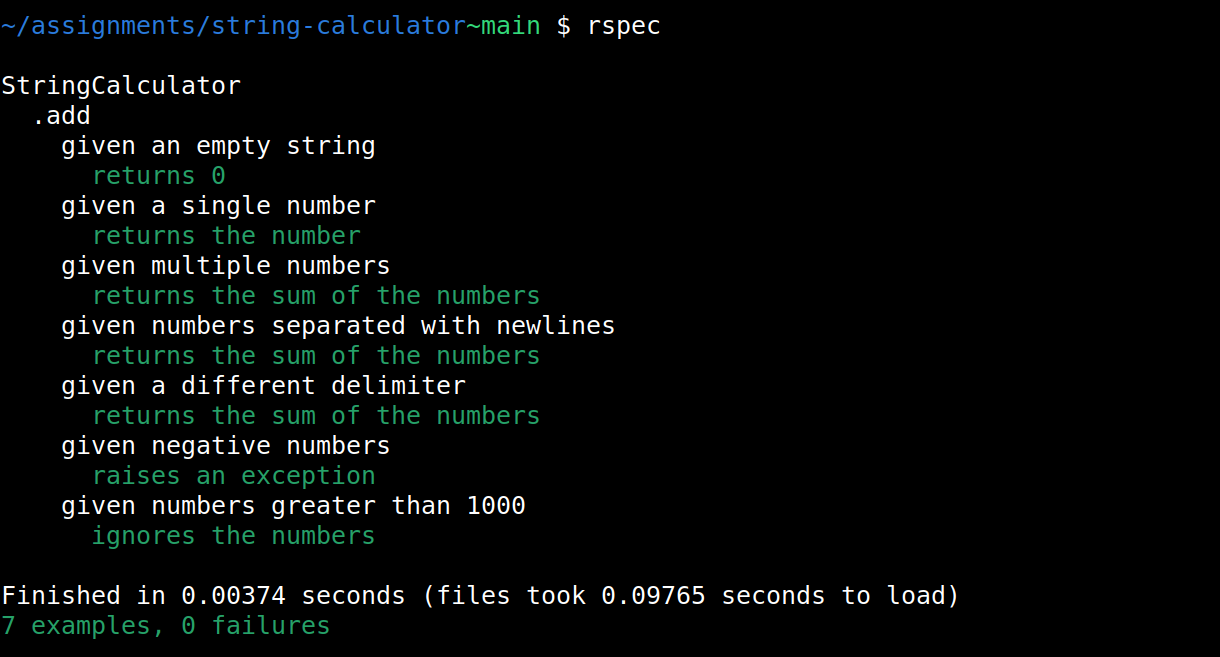 ~/assignments/string-calculator~main $ rspec
StringCalculator
.add
given an empty string
returns 0
given a single number
returns the number
given multiple numbers
returns the sum of the numbers
given numbers separated with newlines
returns the sum of the numbers
given a different delimiter
returns the sum of the numbers
given negative numbers
raises an exception
given numbers greater than 1000
ignores the numbers
Finished in 0.00374 seconds (files took 0.09765 seconds to load)
7 examples, 0 failures